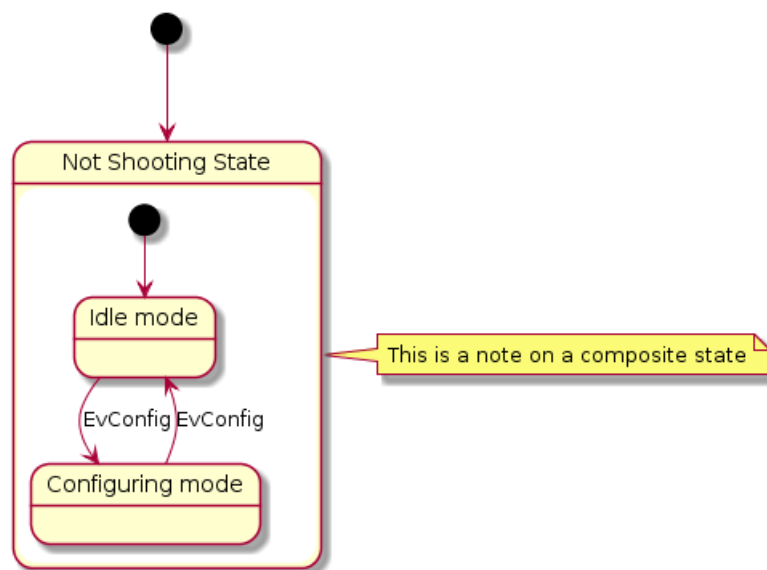 Not Shooting State
Idle mode
This is a note on a composite state
EvConfig EvConfig
Configuring mode